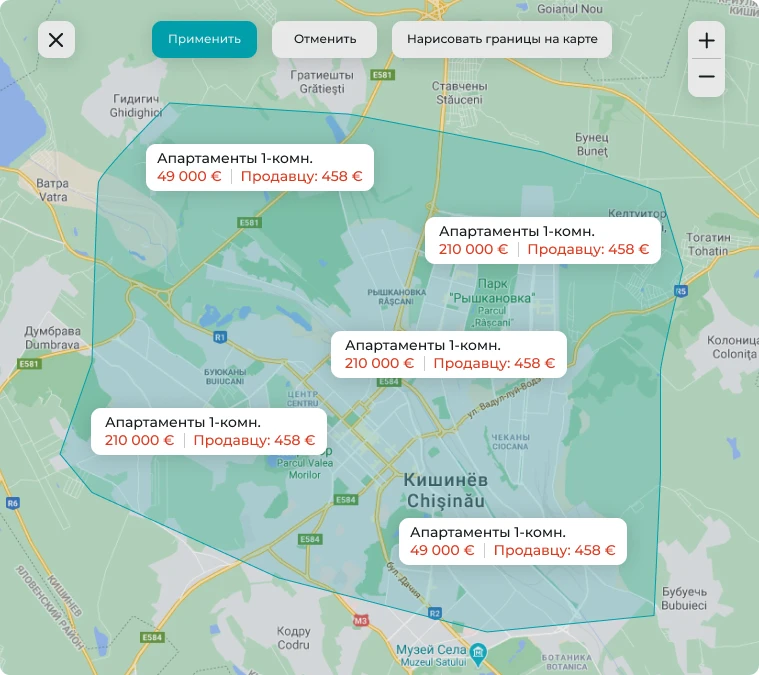 Goianul Nou
Применить
Отменить
Нарисовать границы на карте
Гратиешты
Grătiești
E581
Ставчены
Stăuceni
Гидигич
Ghidighici
Бунец
Buneț
Апартаменты 1-комн.
49 000 € Продавцу: 458 €
Ватра
Vatra
Келтуитор
E581
Апартаменты 1-комн.
210 000 € Продавцу: 458 €
Тогатин
Tohatin
Парк
"Рышкановка"
Parcul
„Rășcani”
РЫШКАНОВКА
RÂȘCANI
R5
Думбрава
Dumbrava
R1
Колоница
Colonița
E581
Апартаменты 1-комн.
210 000 € Продавцу: 458 €
БУЮКАНЫ
BUIUCANI
E584
ЦЕНТР
CENTRU
ул. Вадул-луй-Водэ
Апартаменты 1-комн.
210 000 € Продавцу: 458 €
ЧЕКАНЫ
CIOCANA
Parcul Valea
Morilor
Кишинёв
Chișinău
R6
E584
Апартаменты 1-комн.
49 000 € Продавцу: 458 €
E584
бул. Дачия
КИШИНЕВ
ЯЛОВЕНСКИЙ РАЙОН
Бубуечь
Bubuieci
R2
M3
E584
Кодру
Codru
Музей Села
Muzeul Satului
БОТАНИКА
BOTANICA